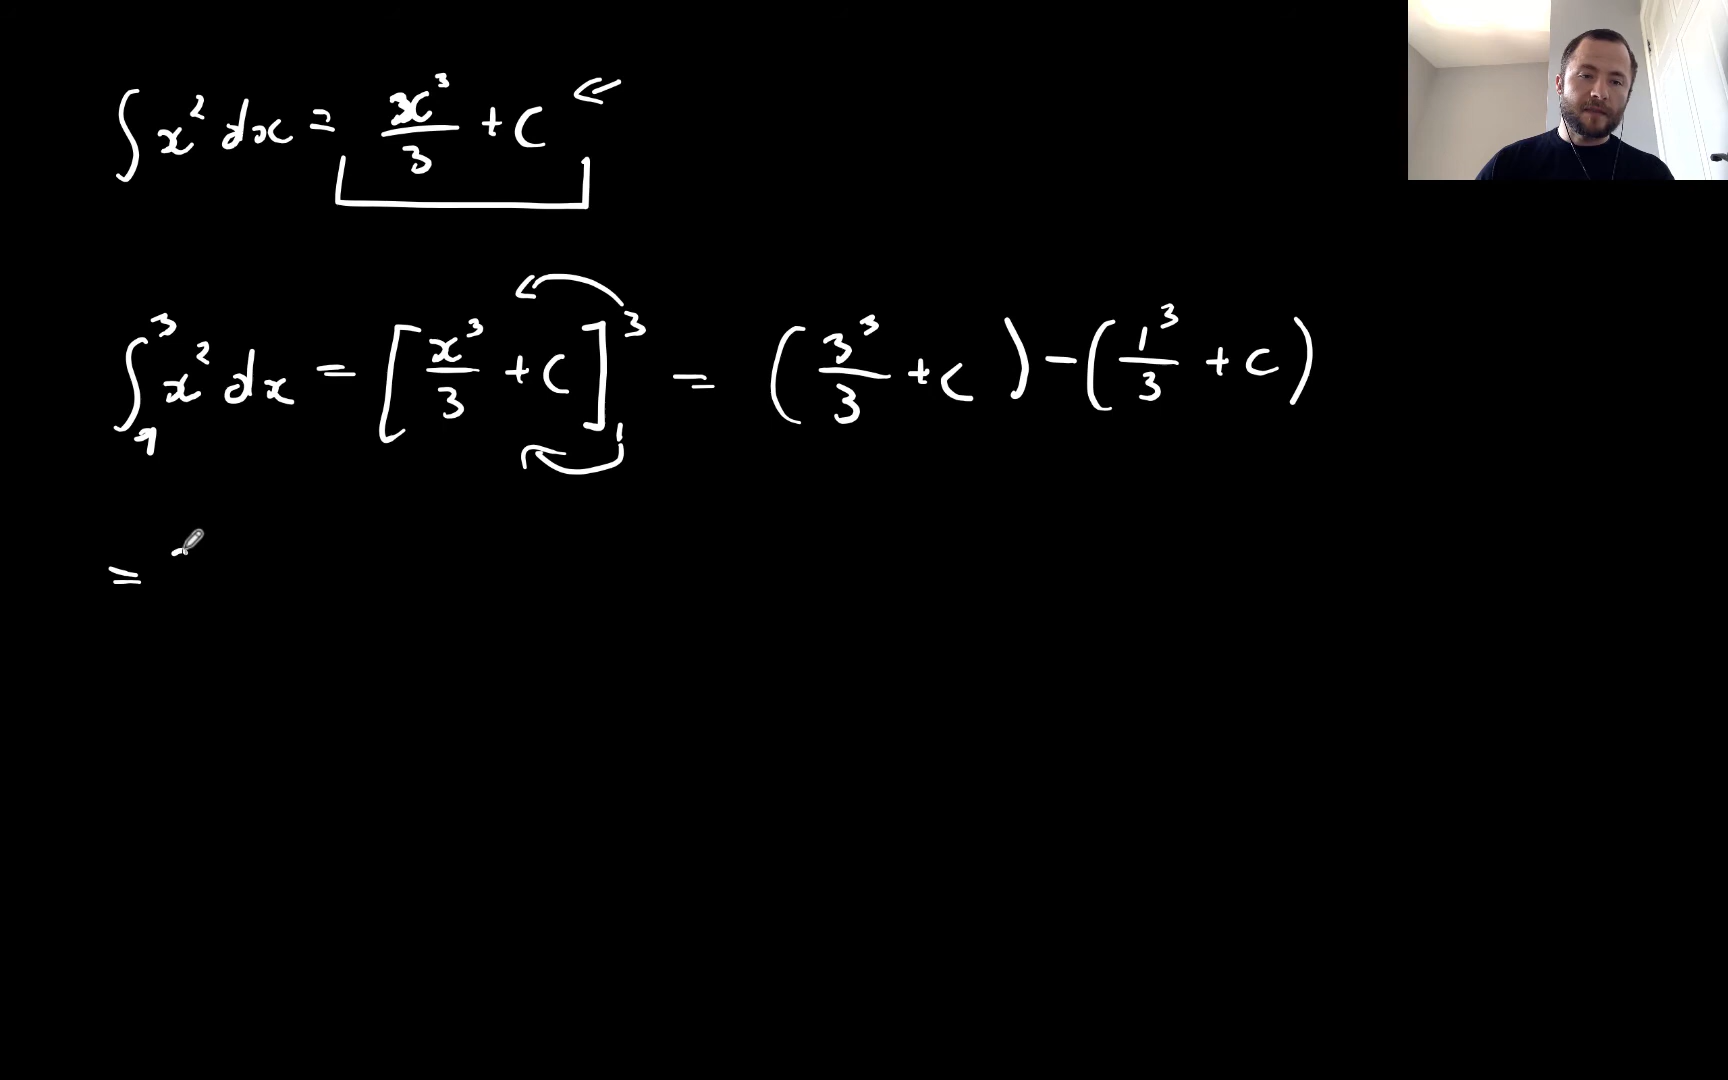 ∫ x² dx = x³/3 + C
∫₁³ x² dx = [x³/3 + C]₁³ = (3³/3 + C) - (1³/3 + C)
=